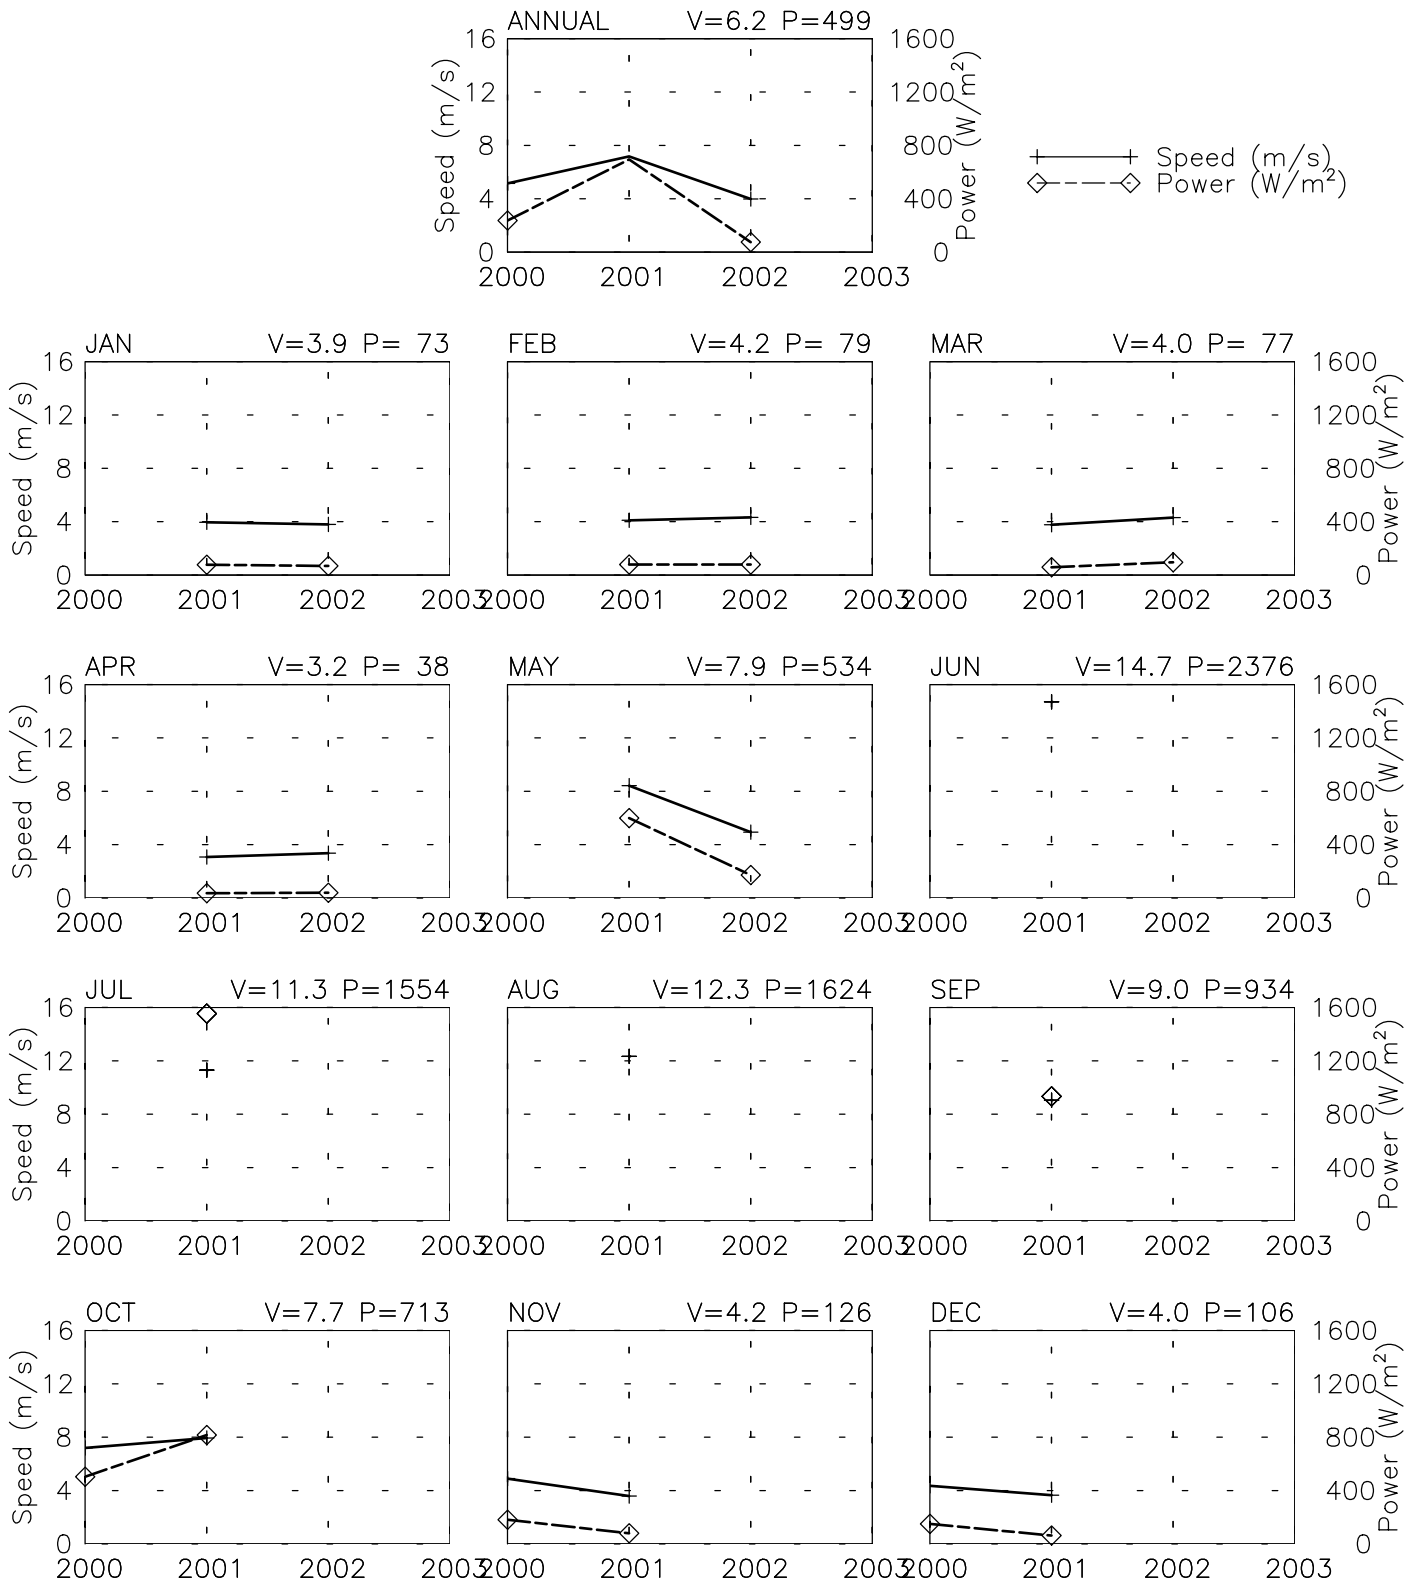 ANNUAL V=6.2 P=499
16 1600
12 1200
8 800
4 400
0 0
Speed (m/s)
Power (W/m²)
2000 2001 2002 2003
Speed (m/s)
Power (W/m²)
JAN V=3.9 P= 73
FEB V=4.2 P= 79
MAR V=4.0 P= 77
16 1600
12 1200
8 800
4 400
0 0
Speed (m/s)
Power (W/m²)
2000 2001 2002 2003 2000 2001 2002 2003 2000 2001 2002 2003
APR V=3.2 P= 38
MAY V=7.9 P=534
JUN V=14.7 P=2376
16 1600
12 1200
8 800
4 400
0 0
Speed (m/s)
Power (W/m²)
2000 2001 2002 2003 2000 2001 2002 2003 2000 2001 2002 2003
JUL V=11.3 P=1554
AUG V=12.3 P=1624
SEP V=9.0 P=934
16 1600
12 1200
8 800
4 400
0 0
Speed (m/s)
Power (W/m²)
2000 2001 2002 2003 2000 2001 2002 2003 2000 2001 2002 2003
OCT V=7.7 P=713
NOV V=4.2 P=126
DEC V=4.0 P=106
16 1600
12 1200
8 800
4 400
0 0
Speed (m/s)
Power (W/m²)
2000 2001 2002 2003 2000 2001 2002 2003 2000 2001 2002 2003